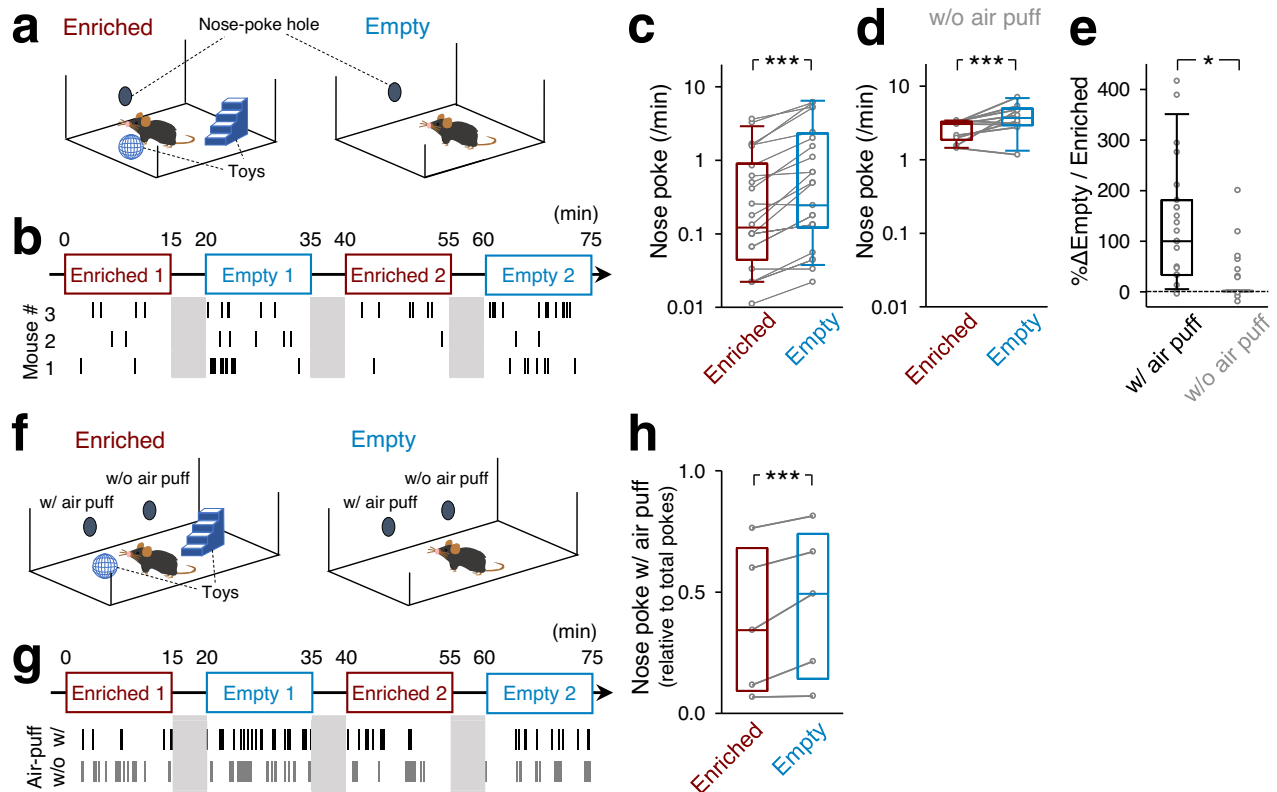 a
Enriched
Nose-poke hole
Empty
Toys
b
(min)
0 15 20 35 40 55 60 75
Enriched 1
Empty 1
Enriched 2
Empty 2
Mouse #
3
2
1
c
***
Nose poke (/min)
10
1
0.1
0.01
Enriched
Empty
d
w/o air puff
***
Nose poke (/min)
10
1
0.1
0.01
Enriched
Empty
e
*
%ΔEmpty / Enriched
400
300
200
100
0
w/ air puff
w/o air puff
f
Enriched
Empty
w/o air puff
w/ air puff
w/o air puff
w/ air puff
Toys
g
(min)
0 15 20 35 40 55 60 75
Enriched 1
Empty 1
Enriched 2
Empty 2
Air-puff
w/o w/
h
***
Nose poke w/ air puff
(relative to total pokes)
1.0
0.5
0.0
Enriched
Empty